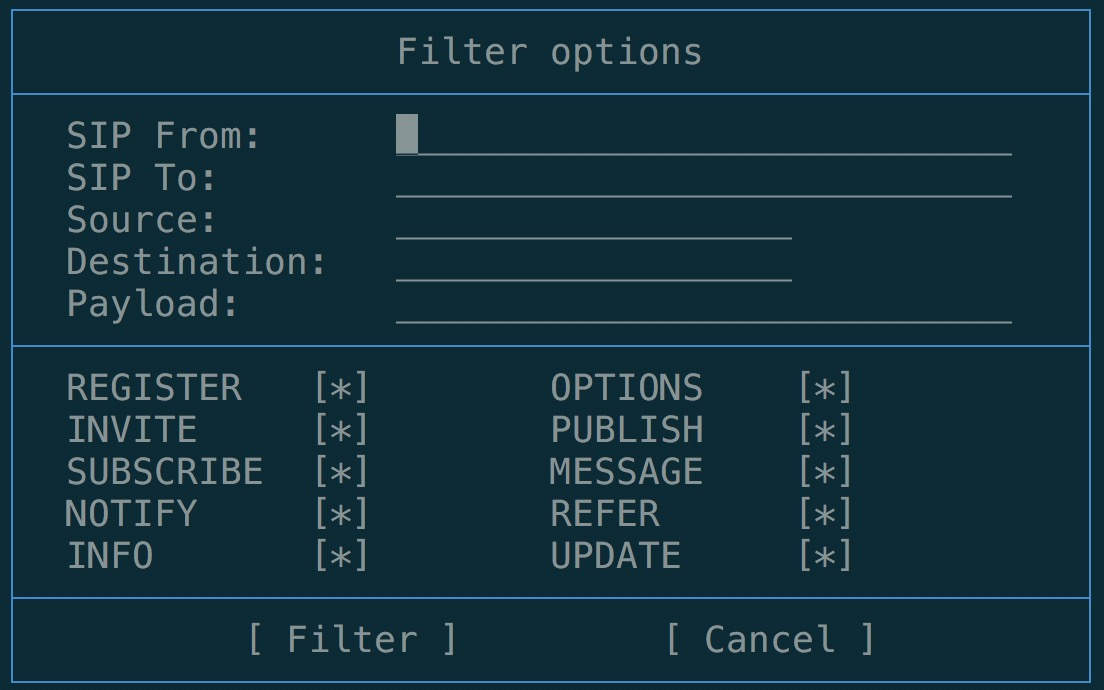 Filter options
SIP From:
SIP To:
Source:
Destination:
Payload:
REGISTER [*] OPTIONS [*]
INVITE [*] PUBLISH [*]
SUBSCRIBE [*] MESSAGE [*]
NOTIFY [*] REFER [*]
INFO [*] UPDATE [*]
[ Filter ] [ Cancel ]